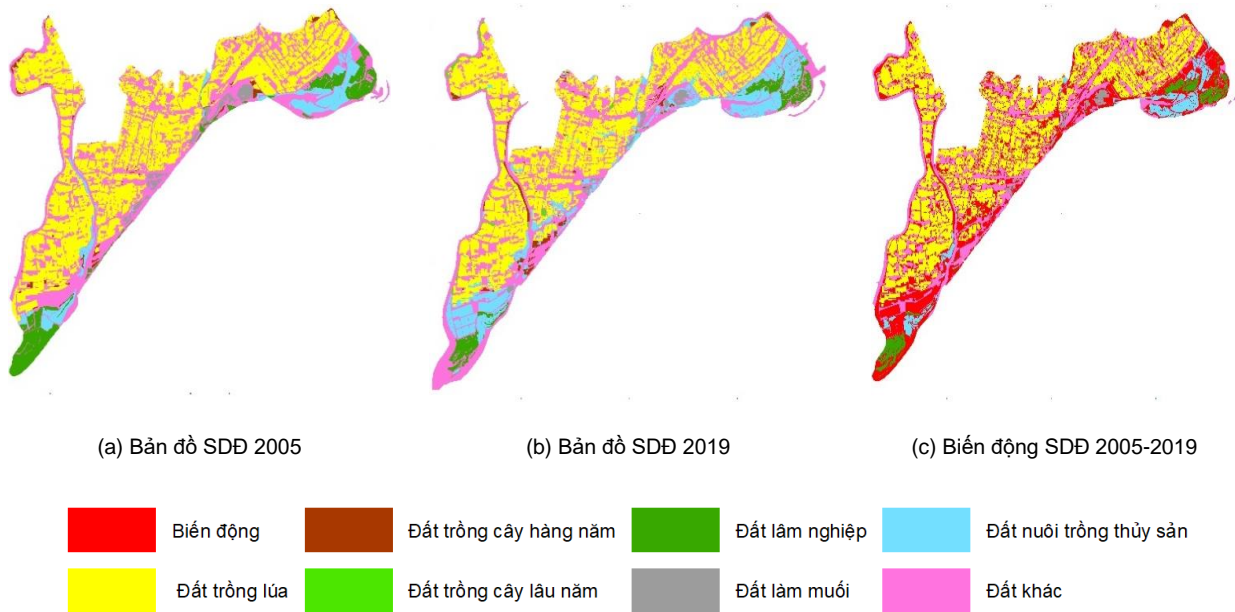 (a) Bản đồ SDĐ 2005
(b) Bản đồ SDĐ 2019
(c) Biến động SDĐ 2005-2019
Biến động
Đất trồng cây hàng năm
Đất lâm nghiệp
Đất nuôi trồng thủy sản
Đất trồng lúa
Đất trồng cây lâu năm
Đất làm muối
Đất khác